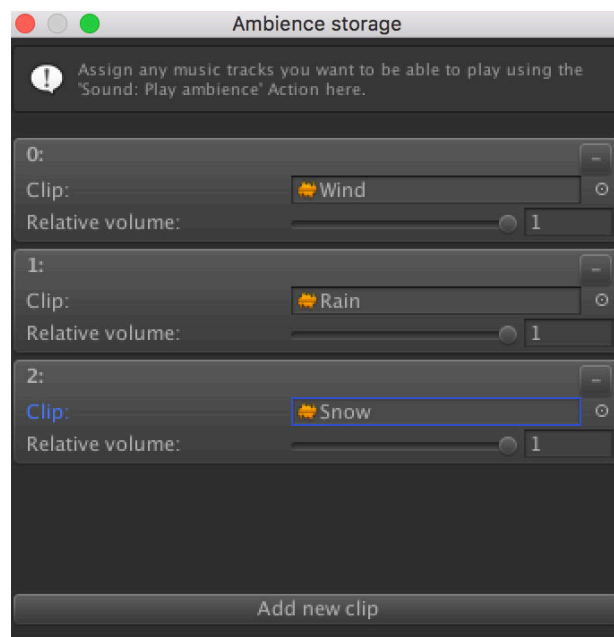 Ambience storage
Assign any music tracks you want to be able to play using the
'Sound: Play ambience' Action here.
0:
Clip: Wind
Relative volume: 1
1:
Clip: Rain
Relative volume: 1
2:
Clip: Snow
Relative volume: 1
Add new clip